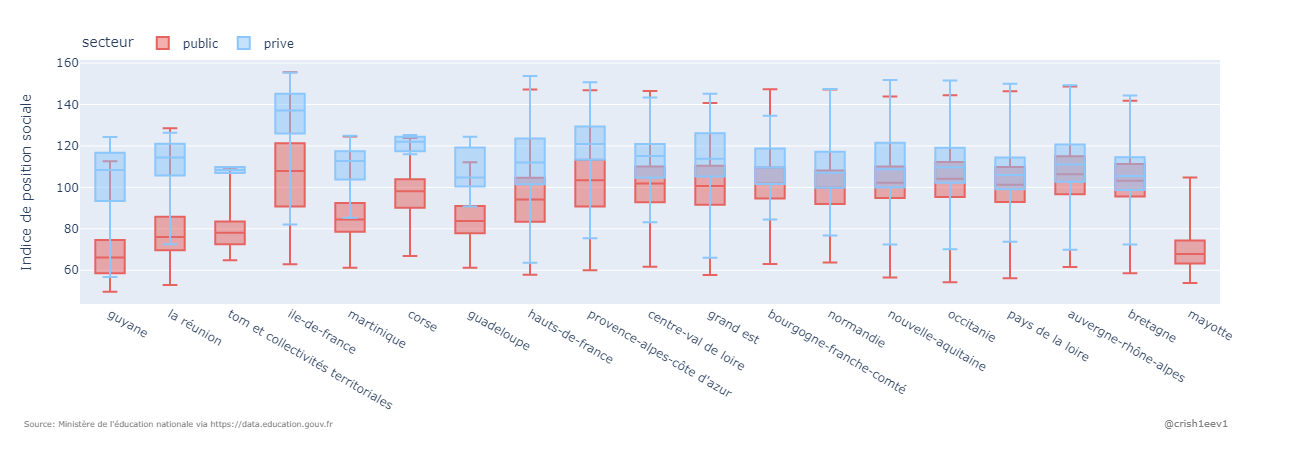 secteur public prive
Indice de position sociale
160
140
120
100
80
60
guyane
la réunion
tom et collectivités territoriales
ile-de-france
martinique
corse
guadeloupe
hauts-de-france
provence-alpes-côte d'azur
centre-val de loire
grand est
bourgogne-franche-comté
normandie
nouvelle-aquitaine
occitanie
pays de la loire
auvergne-rhône-alpes
bretagne
mayotte
Source: Ministère de l'éducation nationale via https://data.education.gouv.fr
@crish1eev1